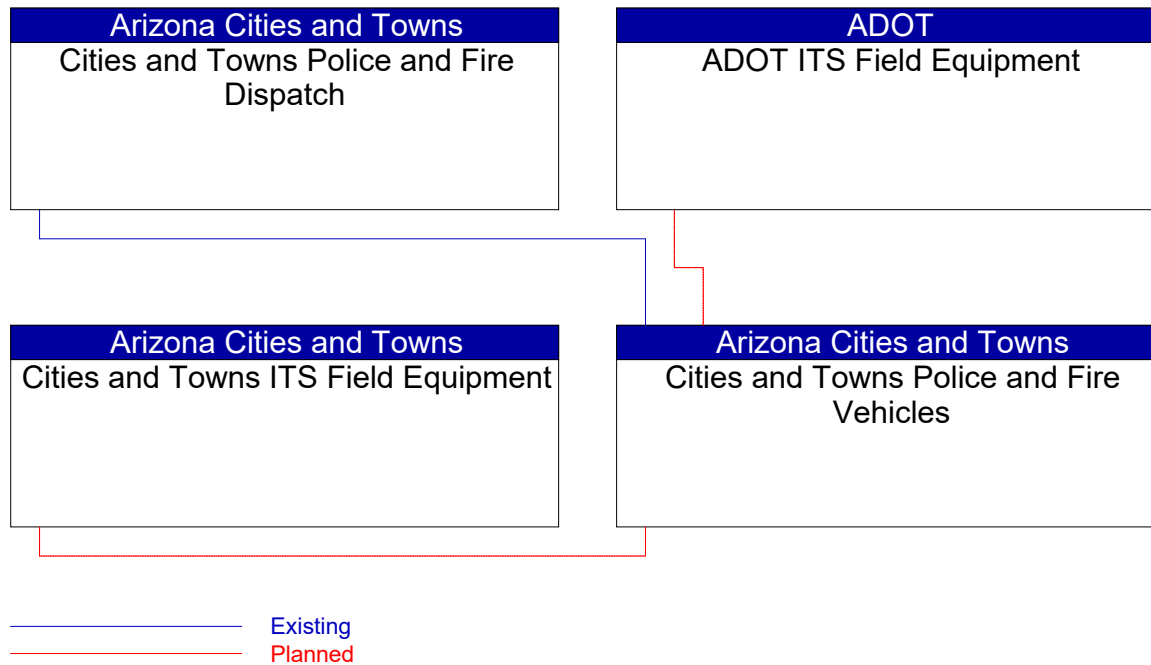 Arizona Cities and Towns
Cities and Towns Police and Fire
Dispatch
ADOT
ADOT ITS Field Equipment
Arizona Cities and Towns
Cities and Towns ITS Field Equipment
Arizona Cities and Towns
Cities and Towns Police and Fire
Vehicles
Existing
Planned